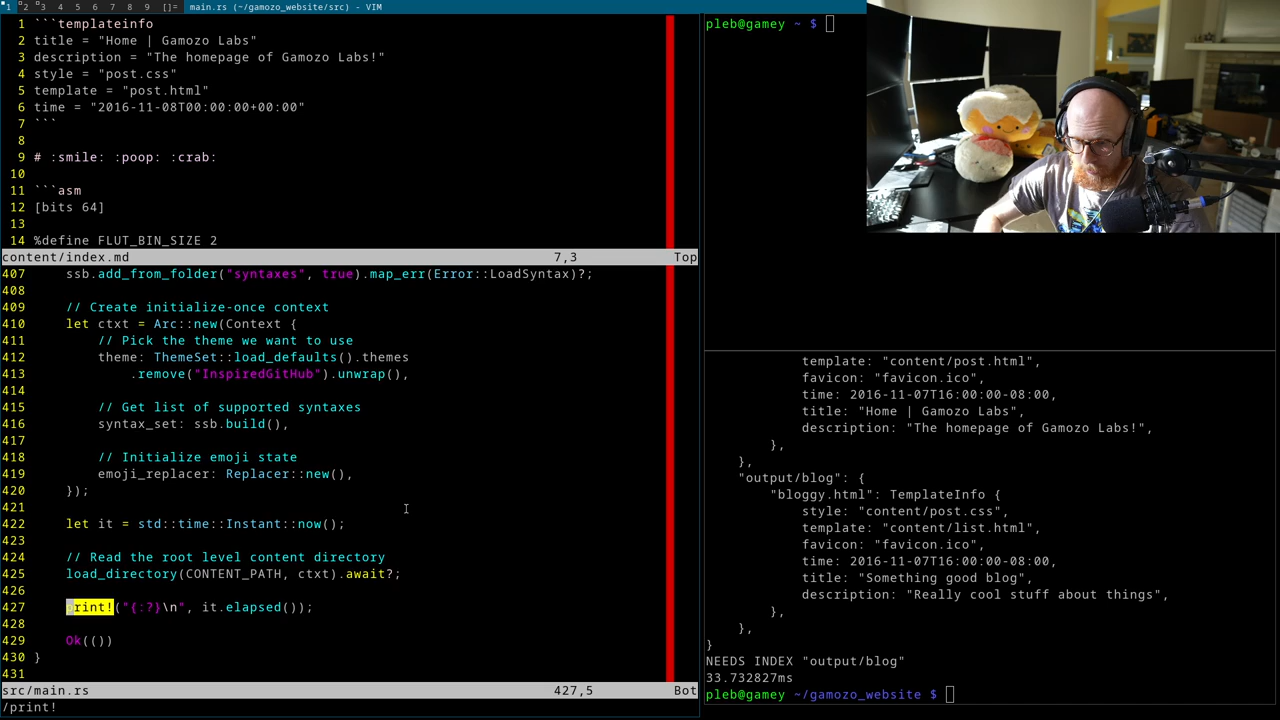 1 2 3 4 5 6 7 8 9 []= main.rs (~/gamozo_website/src) - VIM
1 ```templateinfo
2 title = "Home | Gamozo Labs"
3 description = "The homepage of Gamozo Labs!"
4 style = "post.css"
5 template = "post.html"
6 time = "2016-11-08T00:00:00+00:00"
7 ```
8
9 # :smile: :poop: :crab:
10
11 ```asm
12 [bits 64]
13
14 %define FLUT_BIN_SIZE 2
content/index.md 7,3 Top
407 ssb.add_from_folder("syntaxes", true).map_err(Error::LoadSyntax)?;
408
409 // Create initialize-once context
410 let ctxt = Arc::new(Context {
411 // Pick the theme we want to use
412 theme: ThemeSet::load_defaults().themes
413 .remove("InspiredGitHub").unwrap(),
414
415 // Get list of supported syntaxes
416 syntax_set: ssb.build(),
417
418 // Initialize emoji state
419 emoji_replacer: Replacer::new(),
420 });
421
422 let it = std::time::Instant::now();
423
424 // Read the root level content directory
425 load_directory(CONTENT_PATH, ctxt).await?;
426
427 print!("{:?}\n", it.elapsed());
428
429 Ok(())
430 }
431
src/main.rs 427,5 Bot
/print!
pleb@gamey ~ $
template: "content/post.html",
favicon: "favicon.ico",
time: 2016-11-07T16:00:00-08:00,
title: "Home | Gamozo Labs",
description: "The homepage of Gamozo Labs!",
},
},
"output/blog": {
"bloggy.html": TemplateInfo {
style: "content/post.css",
template: "content/list.html",
favicon: "favicon.ico",
time: 2016-11-07T16:00:00-08:00,
title: "Something good blog",
description: "Really cool stuff about things",
},
},
}
NEEDS INDEX "output/blog"
33.732827ms
pleb@gamey ~/gamozo_website $